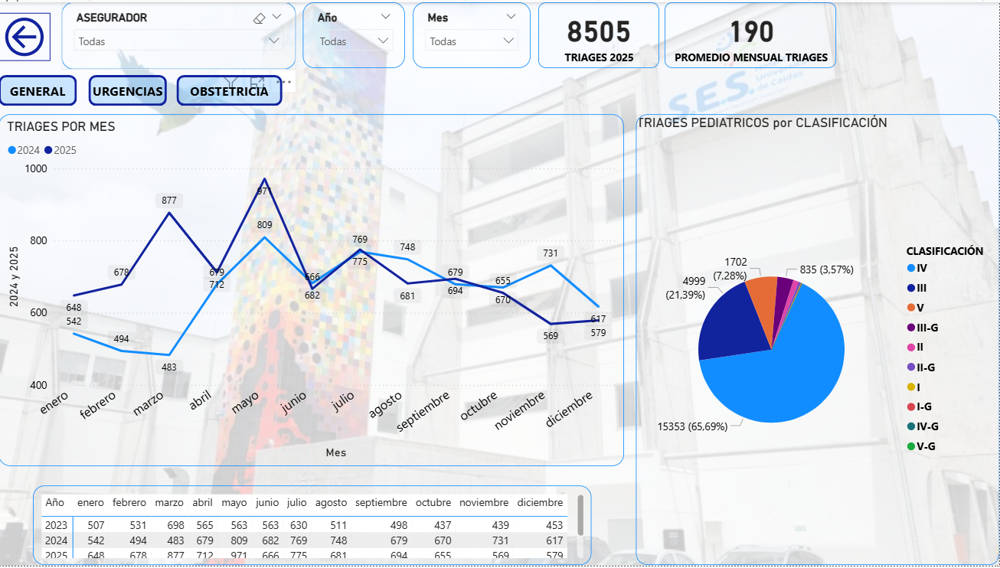 ASEGURADOR
Todas
Año
Todas
Mes
Todas
8505
TRIAGES 2025
190
PROMEDIO MENSUAL TRIAGES
S.E.S.
de Caldas
GENERAL
URGENCIAS
OBSTETRICIA
TRIAGES POR MES
2024 2025
1000
800
600
400
2024 y 2025
648
542
678
494
877
483
679
712
971
809
666
682
769
775
748
681
679
694
655
670
731
569
617
579
enero
febrero
marzo
abril
mayo
junio
julio
agosto
septiembre
octubre
noviembre
diciembre
Mes
TRIAGES PEDIATRICOS por CLASIFICACIÓN
1702
(7,28%)
835 (3,57%)
4999
(21,39%)
15353 (65,69%)
CLASIFICACIÓN
IV
III
V
III-G
II
II-G
I
I-G
IV-G
V-G
Año enero febrero marzo abril mayo junio julio agosto septiembre octubre noviembre diciembre
2023 507 531 698 565 563 563 630 511 498 437 439 453
2024 542 494 483 679 809 682 769 748 679 670 731 617
2025 648 678 877 712 971 666 775 681 694 655 569 579